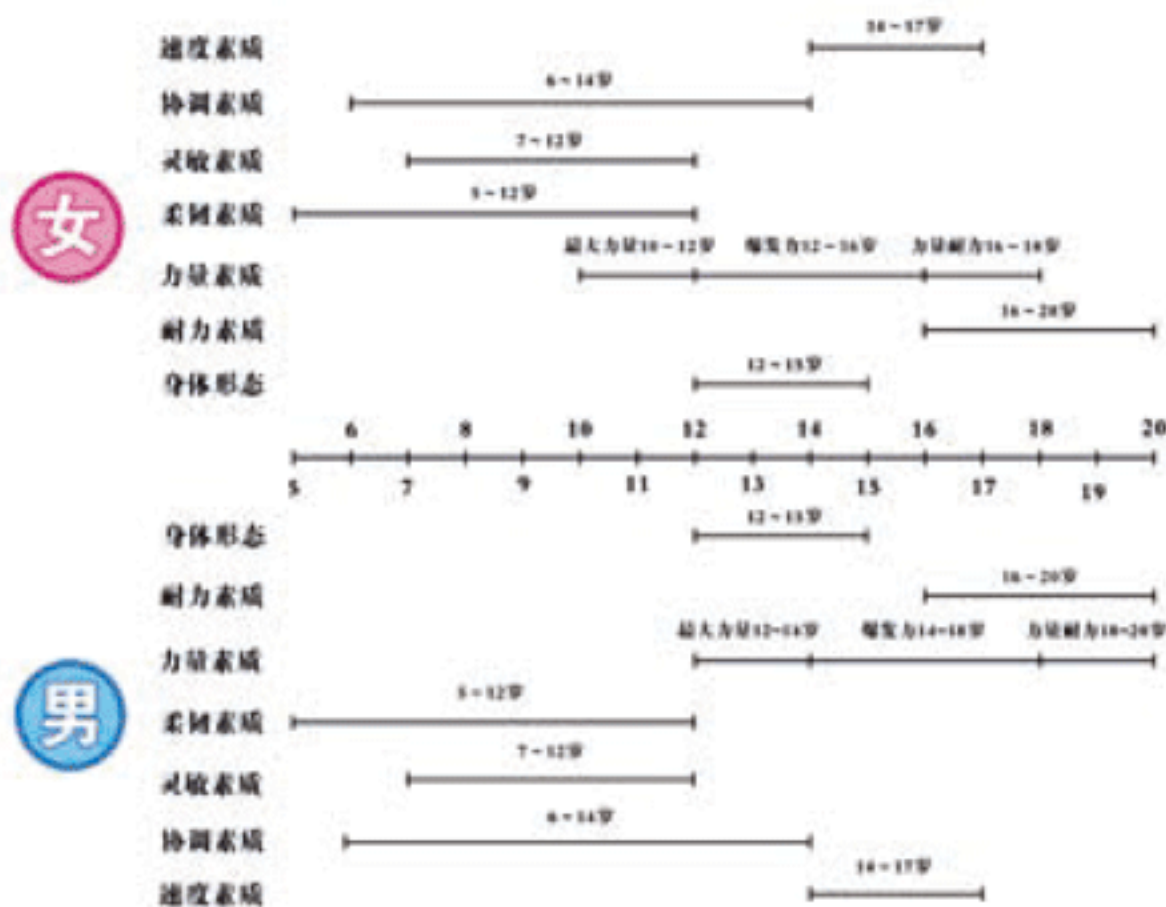 速度素质 14~17岁
协调素质 6~14岁
灵敏素质 7~12岁
柔韧素质 5~12岁
女
力量素质 最大力量10~12岁 爆发力12~16岁 力量耐力16~18岁
耐力素质 16~20岁
身体形态 12~15岁
6 8 10 12 14 16 18 20
5 7 9 11 13 15 17 19
身体形态 12~15岁
耐力素质 16~20岁
力量素质 最大力量12~14岁 爆发力14~18岁 力量耐力18~20岁
男
柔韧素质 5~12岁
灵敏素质 7~12岁
协调素质 6~14岁
速度素质 14~17岁